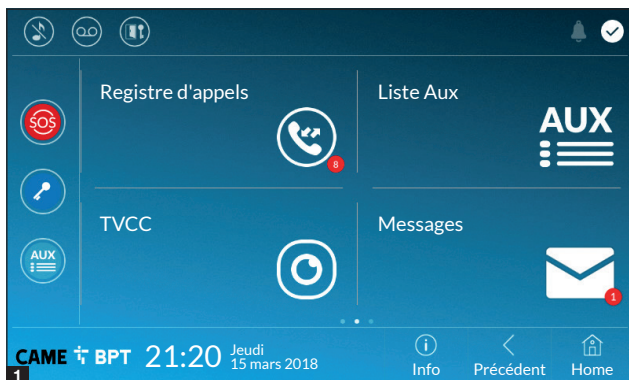 Registre d'appels
8
Liste Aux
AUX
SOS
TVCC
Messages
1
AUX
CAME BPT
21:20
Jeudi
15 mars 2018
Info
Précédent
Home
1